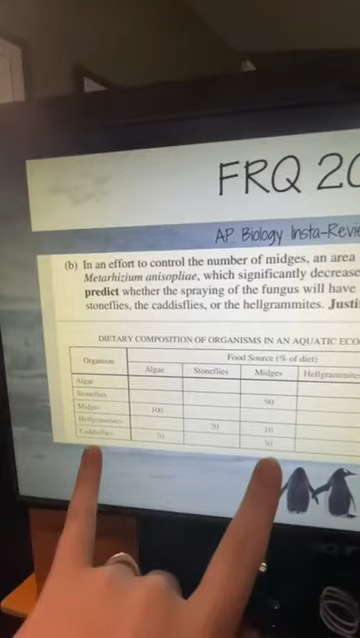 FRQ 20
AP Biology Insta-Revie
(b) In an effort to control the number of midges, an area
Metarhizium anisopliae, which significantly decrease
predict whether the spraying of the fungus will have
stoneflies, the caddisflies, or the hellgrammites. Justi
DIETARY COMPOSITION OF ORGANISMS IN AN AQUATIC ECO
Organism Food Source (% of diet)
Algae Stoneflies Midges Hellgrammites
Algae
Stoneflies 90
Midges 100
Hellgrammites 20 10
Caddisflies 70 30